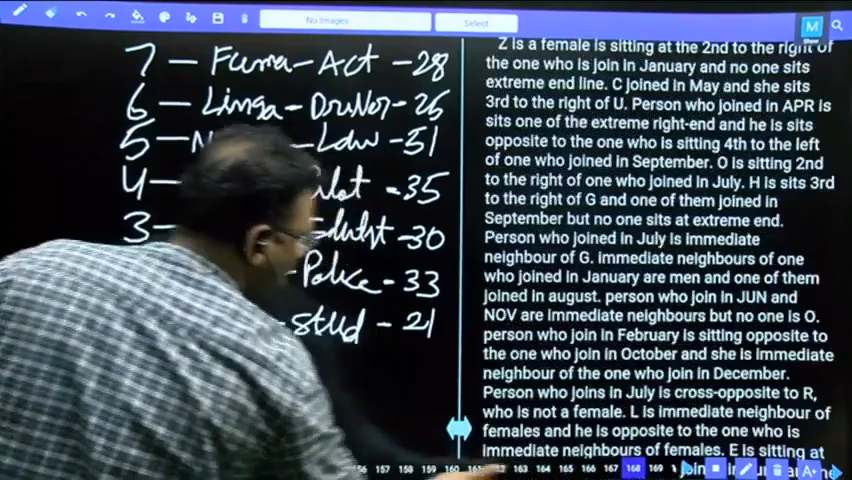 No Images
Select
M
Show
7 — Fuma - Act - 28
6 — Linga - DruNor - 26
5 — N - Law - 51
4 — ilot - 35
3 — - 30
- Police - 33
- stud - 21
Z is a female is sitting at the 2nd to the right of
the one who is join in January and no one sits
extreme end line. C joined in May and she sits
3rd to the right of U. Person who joined in APR is
sits one of the extreme right-end and he is sits
opposite to the one who is sitting 4th to the left
of one who joined in September. O is sitting 2nd
to the right of one who joined in July. H is sits 3rd
to the right of G and one of them joined in
September but no one sits at extreme end.
Person who joined in July is immediate
neighbour of G. immediate neighbours of one
who joined in January are men and one of them
joined in august. person who join in JUN and
NOV are immediate neighbours but no one is O.
person who join in February is sitting opposite to
the one who join in October and she is immediate
neighbour of the one who join in December.
Person who joins in July is cross-opposite to R,
who is not a female. L is immediate neighbour of
females and he is opposite to the one who is
immediate neighbours of females. E is sitting at
join in
56 157 158 159 160 161 163 164 165 166 167 168 169
A+